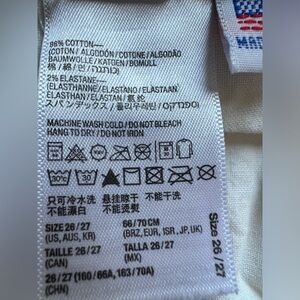 98% COTTON—
(COTON / ALGODÓN / COTONE / ALGODÃO
BAUMWOLLE / KATOEN / BOMULL
棉 / 綿 / 면 / כותנה)
2% ELASTANE—
(ELASTHANNE / ELASTANO / ELASTAAN
ELASTHAN / ELASTAN / 氨纶
スパンデックス / 폴리우레탄 / ספנדקס)
MACHINE WASH COLD / DO NOT BLEACH
HANG TO DRY / DO NOT IRON
只可冷水洗 悬挂晾干 不能干洗
不能漂白 不能烫熨
SIZE 26 / 27 S6 / 70 CM
(US, AUS, KR) (BRZ, EUR, ISR, JP, UK)
TAILLE 26 / 27 TALLA 26 / 27
(CAN) (MX)
26 / 27 (160 / 66A, 163 / 70A)
(CHN)
Size 26 / 27